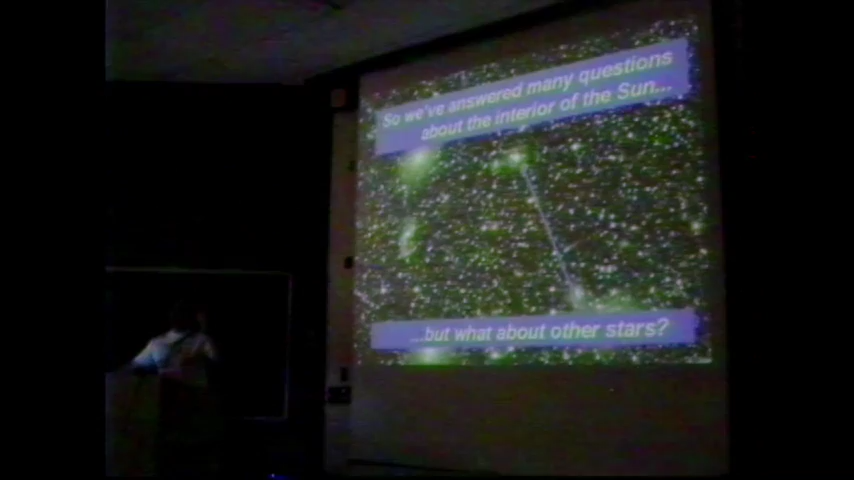 So we've answered many questions
about the interior of the Sun...
...but what about other stars?